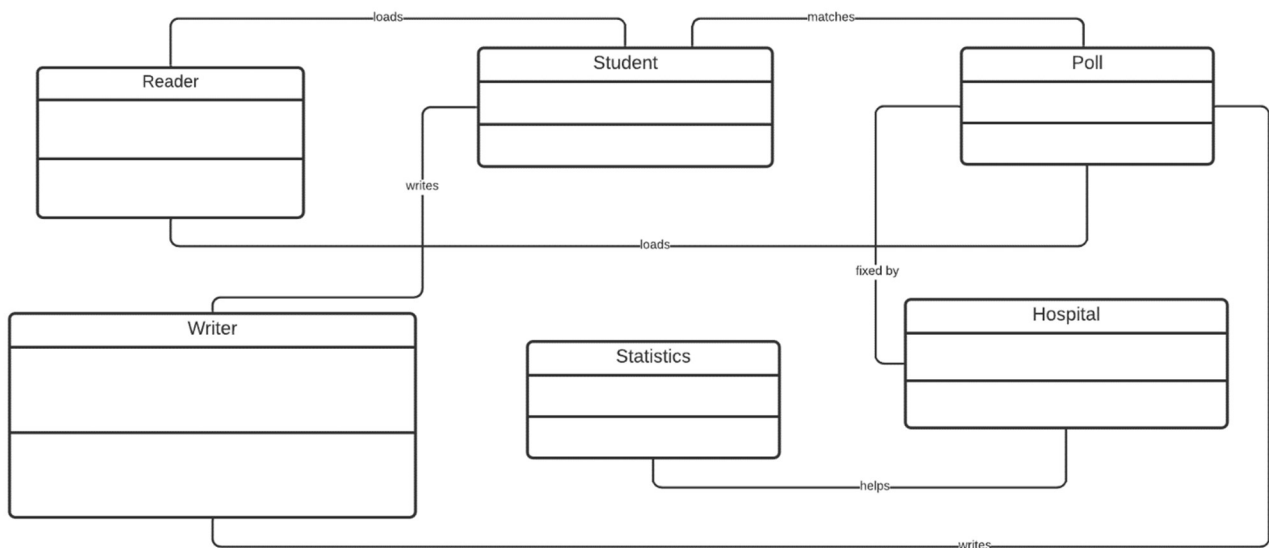 loads
matches
Student
Poll
Reader
writes
loads
fixed by
Hospital
Writer
Statistics
helps
writes